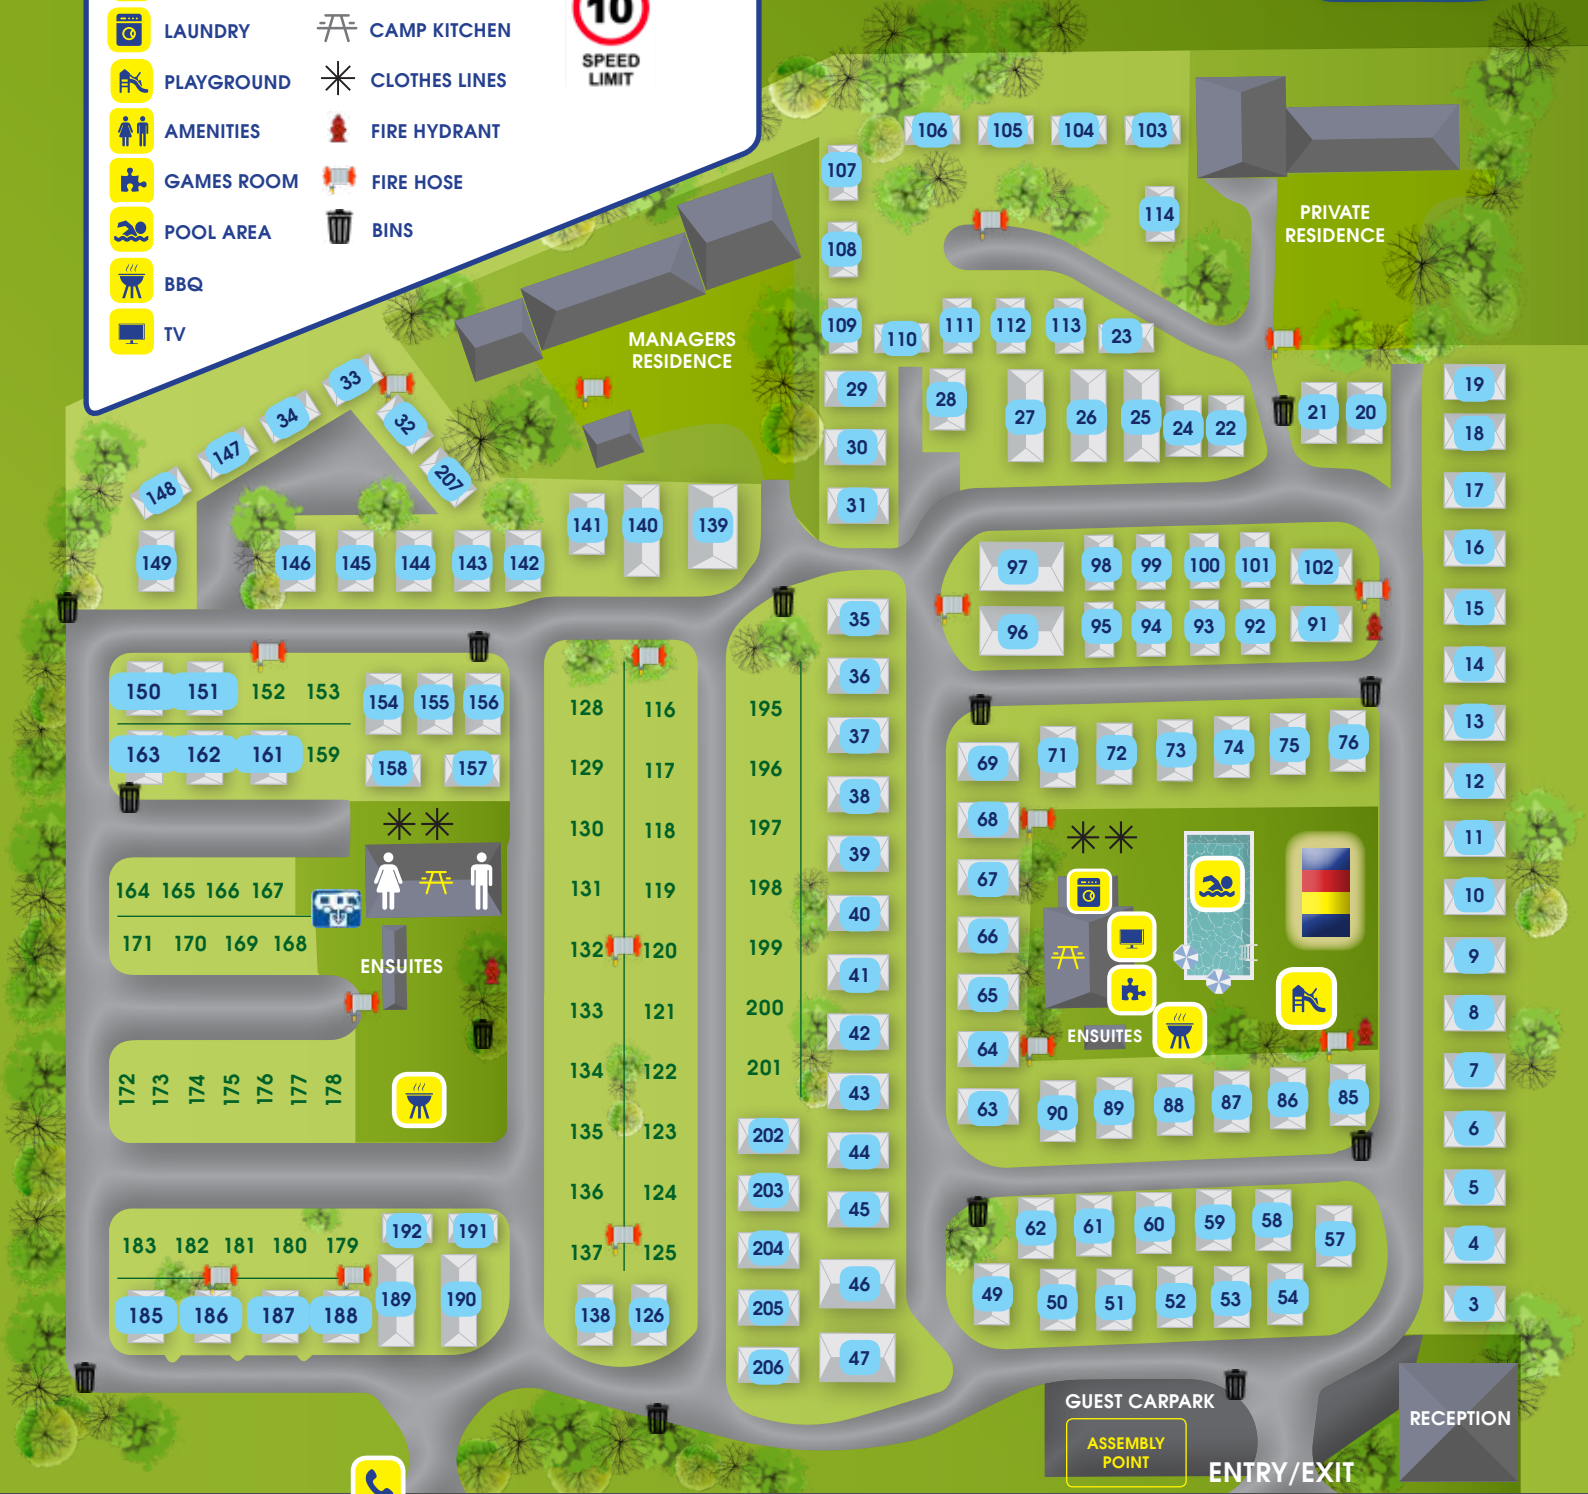 LAUNDRY
CAMP KITCHEN
10
SPEED
LIMIT
PLAYGROUND
CLOTHES LINES
AMENITIES
FIRE HYDRANT
GAMES ROOM
FIRE HOSE
POOL AREA
BINS
BBQ
TV
106 105 104 103
107
114
PRIVATE
RESIDENCE
108
109 110 111 112 113 23
MANAGERS
RESIDENCE
29 28 27 26 25 24 22 21 20 19
30 18
31 17
33
34 32
147 207
148
149 146 145 144 143 142 141 140 139
97 98 99 100 101 102 16
96 95 94 93 92 91 15
35
36 14
150 151 152 153 154 155 156
163 162 161 159 158 157
128 116 195 37 13
129 117 196 38 12
130 118 197 39 11
131 119 198 40 10
132 120 199 41 9
133 121 200 42 8
134 122 201 43 7
135 123 202 44 6
136 124 203 45 5
137 125 204 46 4
138 126 205 47 3
206
69 71 72 73 74 75 76
68
67
66
65
64 ENSUITES
63 90 89 88 87 86 85
164 165 166 167
171 170 169 168
ENSUITES
172 173 174 175 176 177 178
183 182 181 180 179 192 191
185 186 187 188 189 190
62 61 60 59 58 57
49 50 51 52 53 54
GUEST CARPARK
ASSEMBLY
POINT
RECEPTION
ENTRY/EXIT